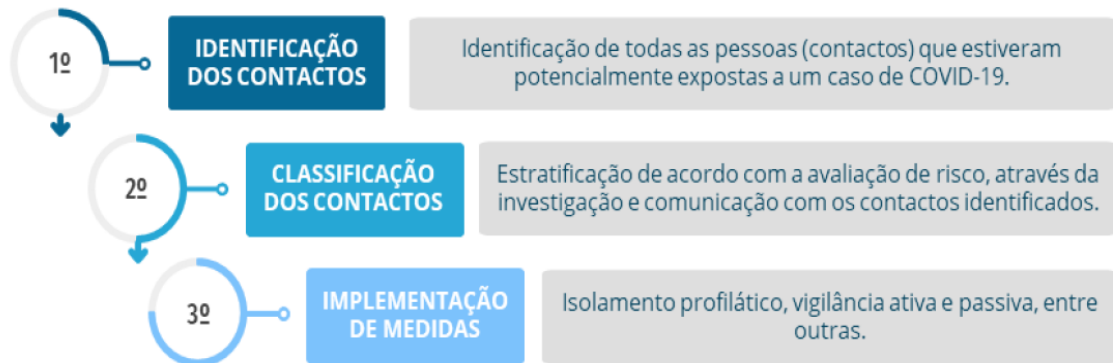 1º
IDENTIFICAÇÃO
DOS CONTACTOS
Identificação de todas as pessoas (contactos) que estiveram
potencialmente expostas a um caso de COVID-19.
2º
CLASSIFICAÇÃO
DOS CONTACTOS
Estratificação de acordo com a avaliação de risco, através da
investigação e comunicação com os contactos identificados.
3º
IMPLEMENTAÇÃO
DE MEDIDAS
Isolamento profilático, vigilância ativa e passiva, entre
outras.